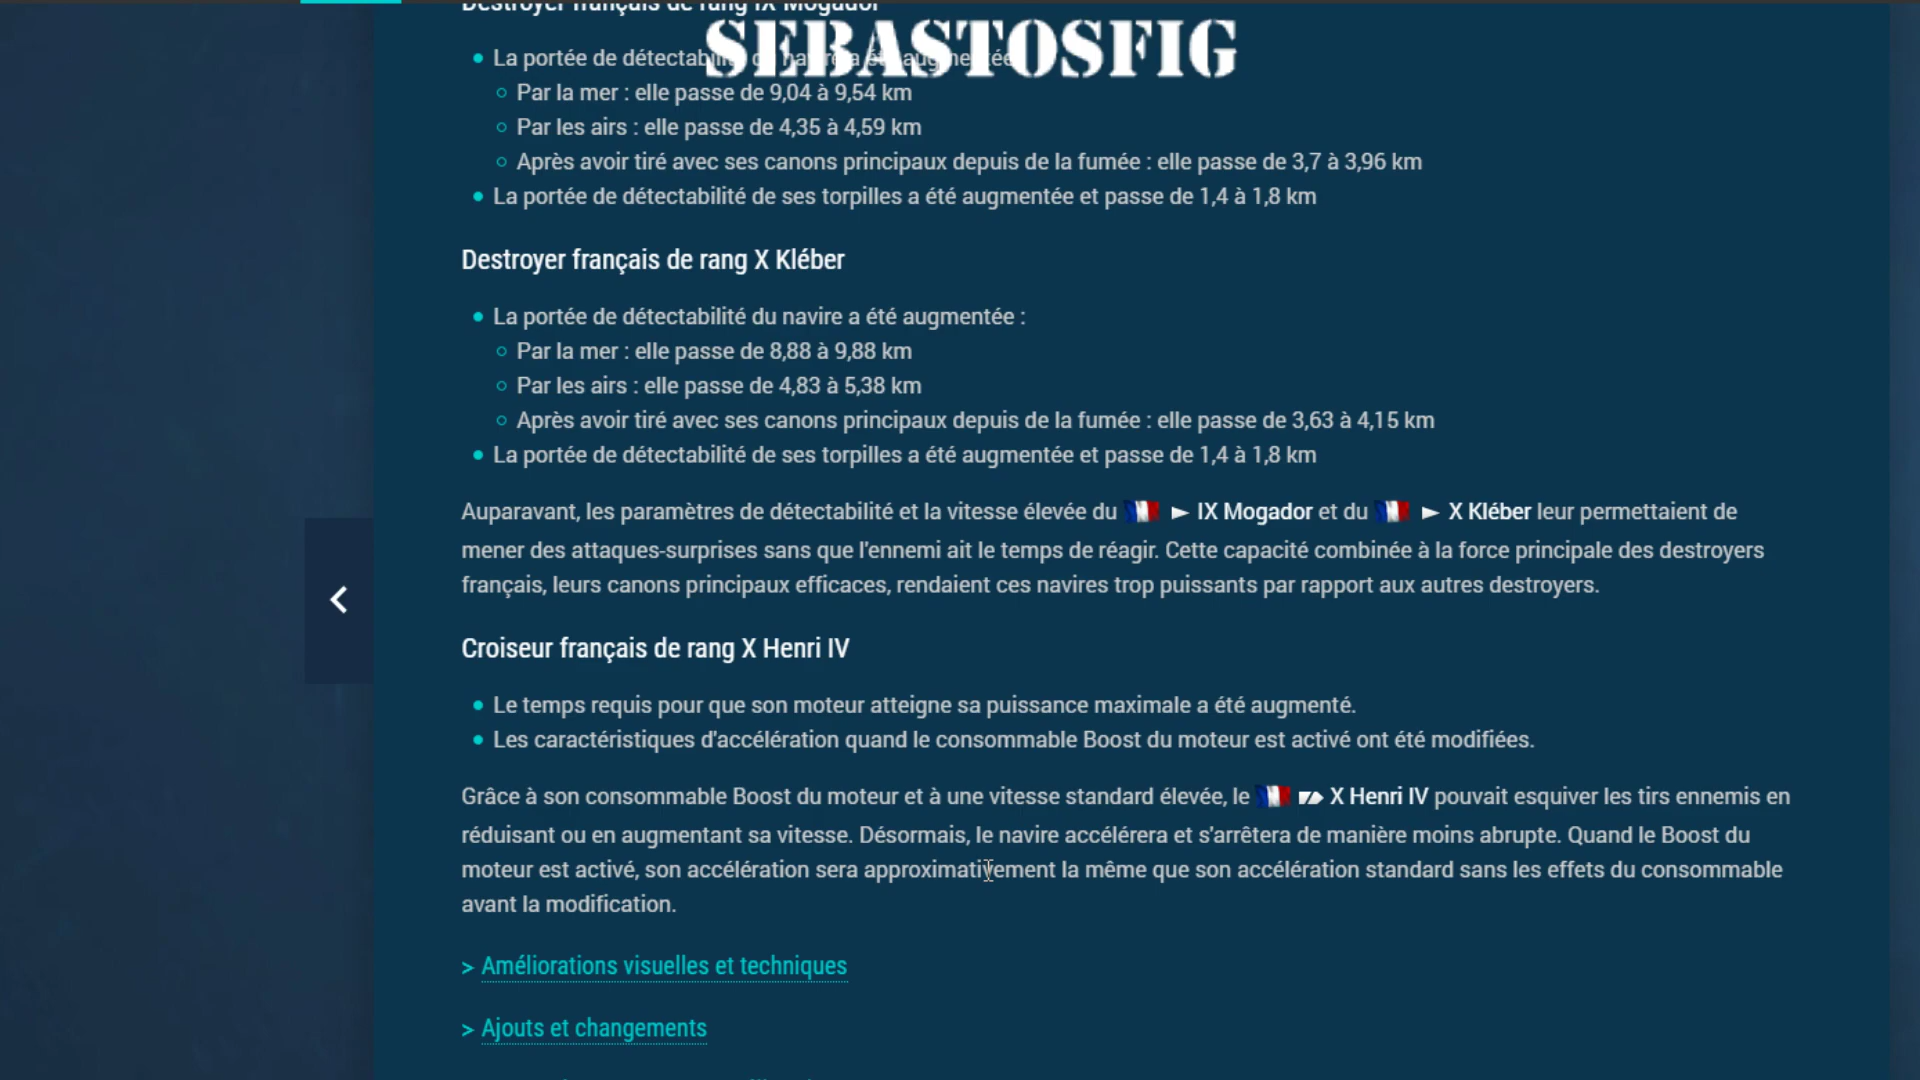 Destroyer français de rang IX Mogador
SEBASTOSFIG
La portée de détectabilité du navire a été augmentée
Par la mer : elle passe de 9,04 à 9,54 km
Par les airs : elle passe de 4,35 à 4,59 km
Après avoir tiré avec ses canons principaux depuis de la fumée : elle passe de 3,7 à 3,96 km
La portée de détectabilité de ses torpilles a été augmentée et passe de 1,4 à 1,8 km
Destroyer français de rang X Kléber
La portée de détectabilité du navire a été augmentée :
Par la mer : elle passe de 8,88 à 9,88 km
Par les airs : elle passe de 4,83 à 5,38 km
Après avoir tiré avec ses canons principaux depuis de la fumée : elle passe de 3,63 à 4,15 km
La portée de détectabilité de ses torpilles a été augmentée et passe de 1,4 à 1,8 km
Auparavant, les paramètres de détectabilité et la vitesse élevée du IX Mogador et du X Kléber leur permettaient de
mener des attaques-surprises sans que l'ennemi ait le temps de réagir. Cette capacité combinée à la force principale des destroyers
français, leurs canons principaux efficaces, rendaient ces navires trop puissants par rapport aux autres destroyers.
Croiseur français de rang X Henri IV
Le temps requis pour que son moteur atteigne sa puissance maximale a été augmenté.
Les caractéristiques d'accélération quand le consommable Boost du moteur est activé ont été modifiées.
Grâce à son consommable Boost du moteur et à une vitesse standard élevée, le X Henri IV pouvait esquiver les tirs ennemis en
réduisant ou en augmentant sa vitesse. Désormais, le navire accélérera et s'arrêtera de manière moins abrupte. Quand le Boost du
moteur est activé, son accélération sera approximativement la même que son accélération standard sans les effets du consommable
avant la modification.
> Améliorations visuelles et techniques
> Ajouts et changements